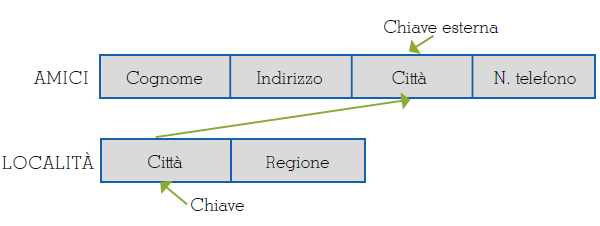 Chiave esterna
AMICI Cognome Indirizzo Città N. telefono
LOCALITÀ Città Regione
Chiave